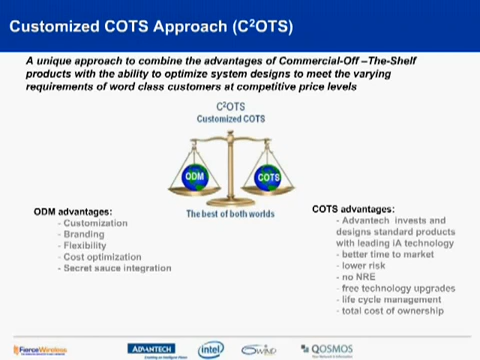 Customized COTS Approach (C²OTS)
A unique approach to combine the advantages of Commercial-Off –The-Shelf
products with the ability to optimize system designs to meet the varying
requirements of word class customers at competitive price levels
C²OTS
Customized COTS
ODM
COTS
The best of both worlds
ODM advantages:
- Customization
- Branding
- Flexibility
- Cost optimization
- Secret sauce integration
COTS advantages:
- Advantech invests and
designs standard products
with leading iA technology
- better time to market
- lower risk
- no NRE
- free technology upgrades
- life cycle management
- total cost of ownership
FierceWireless
ADVANTECH
intel
6WIND
QOSMOS